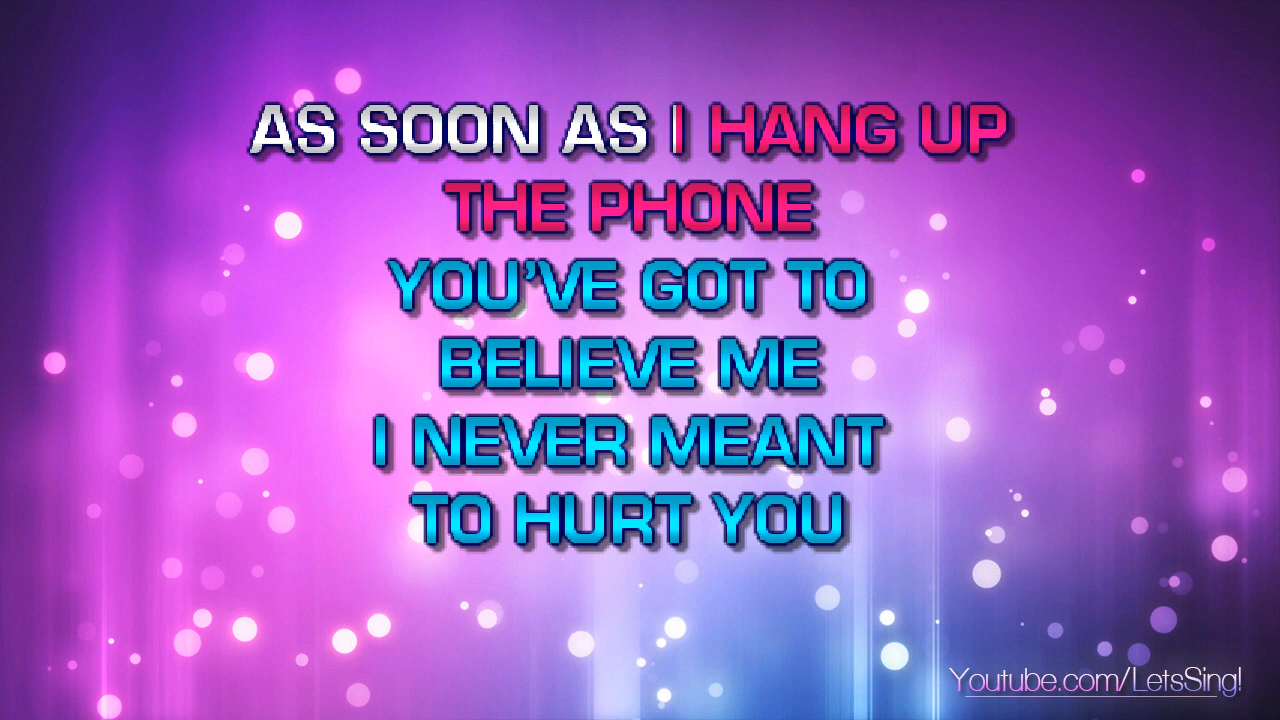 AS SOON AS I HANG UP
THE PHONE
YOU'VE GOT TO
BELIEVE ME
I NEVER MEANT
TO HURT YOU
Youtube.com/LetsSing!